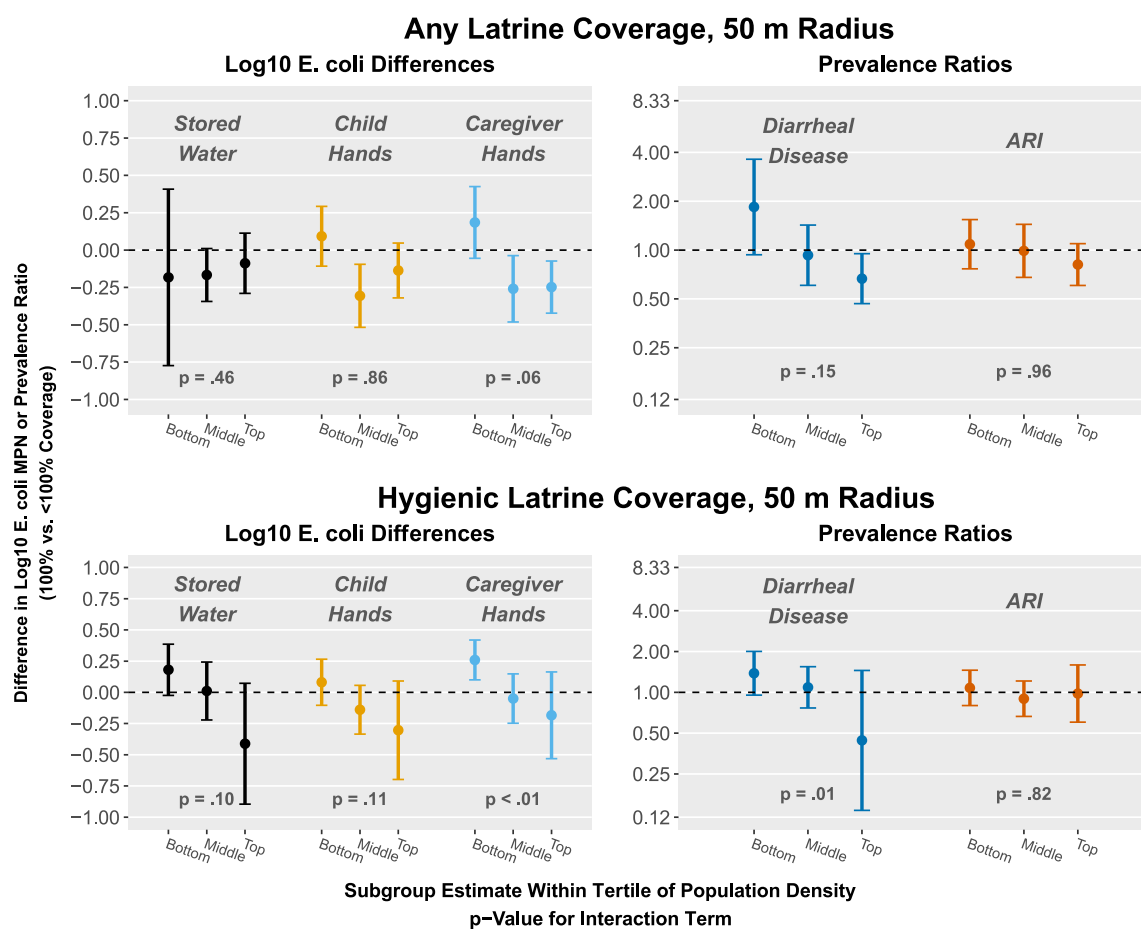 Any Latrine Coverage, 50 m Radius
Log10 E. coli Differences
Prevalence Ratios
1.00
0.75
0.50
0.25
0.00
−0.25
−0.50
−0.75
−1.00
Stored
Water
Child
Hands
Caregiver
Hands
p = .46
p = .86
p = .06
Bottom
Middle
Top
Bottom
Middle
Top
Bottom
Middle
Top
8.33
4.00
2.00
1.00
0.50
0.25
0.12
Diarrheal
Disease
ARI
p = .15
p = .96
Bottom
Middle
Top
Bottom
Middle
Top
Difference in Log10 E. coli MPN or Prevalence Ratio
(100% vs. <100% Coverage)
Hygienic Latrine Coverage, 50 m Radius
Log10 E. coli Differences
Prevalence Ratios
1.00
0.75
0.50
0.25
0.00
−0.25
−0.50
−0.75
−1.00
Stored
Water
Child
Hands
Caregiver
Hands
p = .10
p = .11
p < .01
Bottom
Middle
Top
Bottom
Middle
Top
Bottom
Middle
Top
8.33
4.00
2.00
1.00
0.50
0.25
0.12
Diarrheal
Disease
ARI
p = .01
p = .82
Bottom
Middle
Top
Bottom
Middle
Top
Subgroup Estimate Within Tertile of Population Density
p−Value for Interaction Term